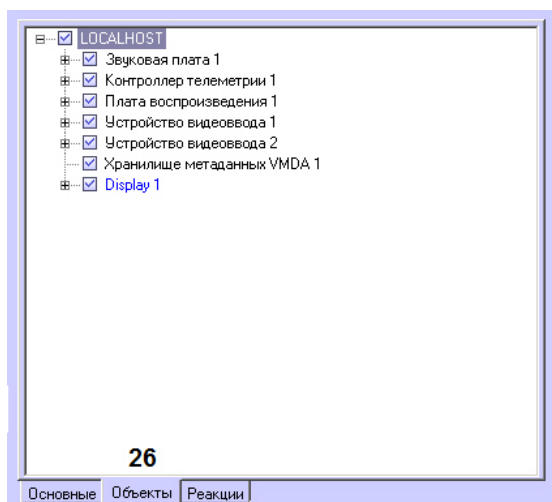 LOCALHOST
Звуковая плата 1
Контроллер телеметрии 1
Плата воспроизведения 1
Устройство видеоввода 1
Устройство видеоввода 2
Хранилище метаданных VMDA 1
Display 1
26
Основные Объекты Реакции